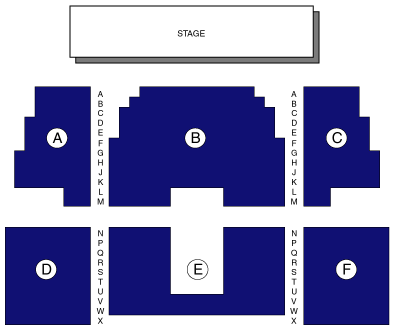 STAGE
A A
B B
C C
D D
E E
F F
G G
H H
J J
K K
L L
M M
A B C
N N
P P
Q Q
R R
S S
T T
U U
V V
W W
X X
D E F